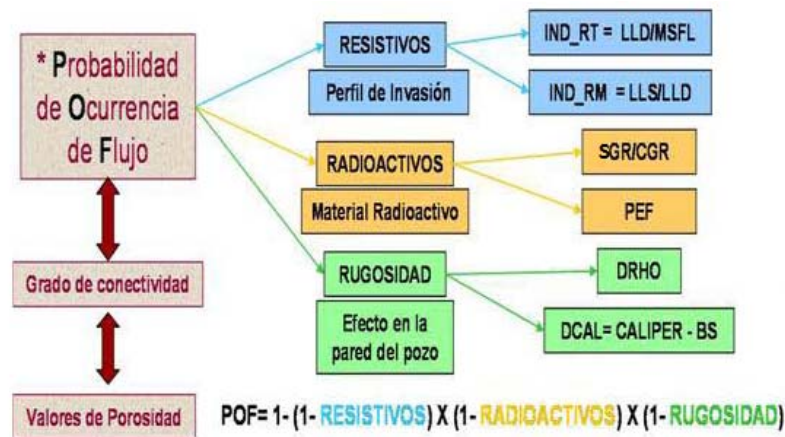 * Probabilidad
de Ocurrencia
de Flujo
Grado de conectividad
Valores de Porosidad
RESISTIVOS
Perfil de Invasión
IND_RT = LLD/MSFL
IND_RM = LLS/LLD
RADIOACTIVOS
Material Radioactivo
SGR/CGR
PEF
RUGOSIDAD
Efecto en la
pared del pozo
DRHO
DCAL= CALIPER - BS
POF= 1- (1- RESISTIVOS) X (1- RADIOACTIVOS) X (1- RUGOSIDAD)